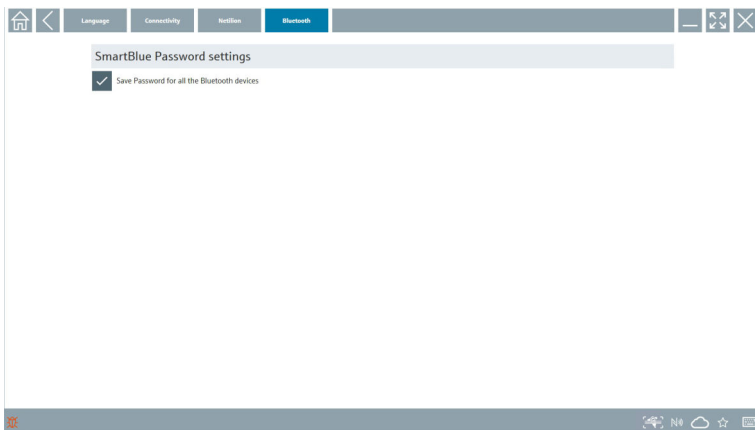 Language Connectivity Netilion Bluetooth
SmartBlue Password settings
Save Password for all the Bluetooth devices